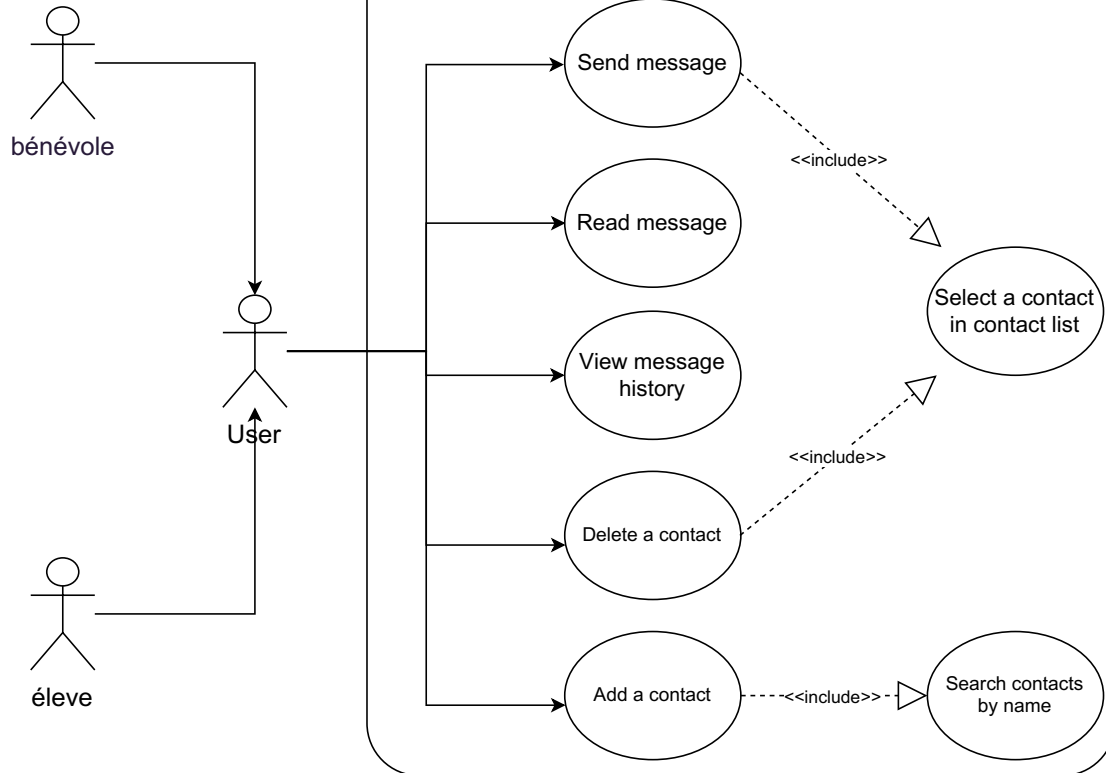 bénévole
User
éleve
Send message
Read message
View message
history
Delete a contact
Add a contact
<<include>>
<<include>>
<<include>>
Select a contact
in contact list
Search contacts
by name